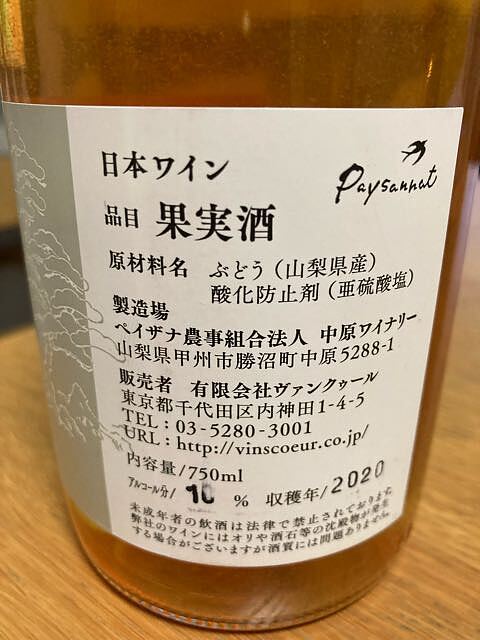 Paysannat
日本ワイン
品目 果実酒
原材料名 ぶどう（山梨県産）
酸化防止剤（亜硫酸塩）
製造場
ペイザナ農事組合法人 中原ワイナリー
山梨県甲州市勝沼町中原5288-1
販売者 有限会社ヴァンクゥール
東京都千代田区内神田1-4-5
TEL：03-5280-3001
URL：http://vinscoeur.co.jp/
内容量/750ml
アルコール分/ 10 % 収穫年/2020
未成年者の飲酒は法律で禁止されております。
弊社のワインにはオリや酒石等の沈殿物が発生
する場合がございますが酒質には問題ありません。